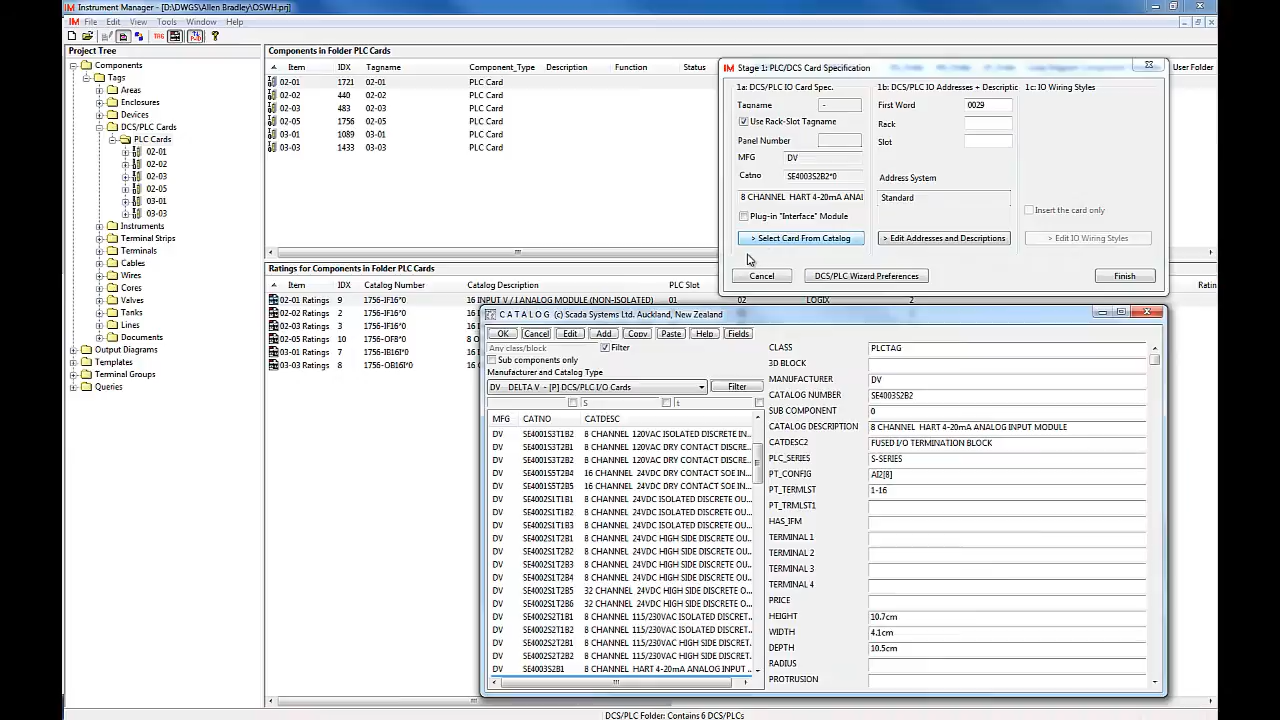 Instrument Manager - [D:\DWGS\Allen Bradley\OSWH.prj]
File Edit View Tools Window Help
Project Tree
Components
Tags
Areas
Enclosures
Devices
DCS/PLC Cards
PLC Cards
02-01
02-02
02-03
02-05
03-01
03-03
Instruments
Terminal Strips
Terminals
Cables
Wires
Cores
Valves
Tanks
Lines
Documents
Output Diagrams
Templates
Terminal Groups
Queries
Components in Folder PLC Cards
Item IDX Tagname Component_Type Description Function Status
02-01 1721 02-01 PLC Card
02-02 440 02-02 PLC Card
02-03 483 02-03 PLC Card
02-05 1756 02-05 PLC Card
03-01 1089 03-01 PLC Card
03-03 1433 03-03 PLC Card
User Folder
Ratings for Components in Folder PLC Cards
Item IDX Catalog Number Catalog Description PLC Slot
02-01 Ratings 9 1756-IF16*0 16 INPUT V / I ANALOG MODULE (NON-ISOLATED) 01 02 LOGIX 2
02-02 Ratings 2 1756-IF16*0 16
02-03 Ratings 3 1756-IF16*0 16
02-05 Ratings 10 1756-OF8*0
03-01 Ratings 7 1756-IB16I*0
03-03 Ratings 8 1756-OB16I*0
Rating
Stage 1: PLC/DCS Card Specification
1a: DCS/PLC IO Card Spec.
Tagname -
Use Rack-Slot Tagname
Panel Number
MFG DV
Catno SE4003S2B2*0
8 CHANNEL HART 4-20mA ANAL
Plug-in "Interface" Module
> Select Card From Catalog
1b: DCS/PLC IO Addresses + Descriptic
First Word 0029
Rack
Slot
Address System
Standard
> Edit Addresses and Descriptions
1c: IO Wiring Styles
Insert the card only
> Edit IO Wiring Styles
Cancel
DCS/PLC Wizard Preferences
Finish
C A T A L O G (c) Scada Systems Ltd. Auckland, New Zealand
OK Cancel Edit Add Copy Paste Help Fields
Any class/block
Filter
Sub components only
Manufacturer and Catalog Type
DV DELTA V - [P] DCS/PLC I/O Cards
Filter
S t
MFG CATNO CATDESC
DV SE4001S3T1B2 8 CHANNEL 120VAC ISOLATED DISCRETE IN...
DV SE4001S3T2B1 8 CHANNEL 120VAC DRY CONTACT DISCRE...
DV SE4001S3T2B2 8 CHANNEL 120VAC DRY CONTACT DISCRE...
DV SE4001S5T2B4 16 CHANNEL 24VDC DRY CONTACT SOE IN...
DV SE4001S5T2B5 16 CHANNEL 24VDC DRY CONTACT SOE IN...
DV SE4002S1T1B1 8 CHANNEL 24VDC ISOLATED DISCRETE OU...
DV SE4002S1T1B2 8 CHANNEL 24VDC ISOLATED DISCRETE OU...
DV SE4002S1T1B3 8 CHANNEL 24VDC ISOLATED DISCRETE OU...
DV SE4002S1T2B1 8 CHANNEL 24VDC HIGH SIDE DISCRETE OU...
DV SE4002S1T2B2 8 CHANNEL 24VDC HIGH SIDE DISCRETE OU...
DV SE4002S1T2B3 8 CHANNEL 24VDC HIGH SIDE DISCRETE OU...
DV SE4002S1T2B4 8 CHANNEL 24VDC HIGH SIDE DISCRETE OU...
DV SE4002S1T2B5 32 CHANNEL 24VDC HIGH SIDE DISCRETE O...
DV SE4002S1T2B6 32 CHANNEL 24VDC HIGH SIDE DISCRETE O...
DV SE4002S2T1B1 8 CHANNEL 115/230VAC ISOLATED DISCRET...
DV SE4002S2T1B2 8 CHANNEL 115/230VAC ISOLATED DISCRET...
DV SE4002S2T2B1 8 CHANNEL 115/230VAC HIGH SIDE DISCRET...
DV SE4002S2T2B2 8 CHANNEL 115/230VAC HIGH SIDE DISCRET...
DV SE4003S2B1 8 CHANNEL HART 4-20mA ANALOG INPUT ...
CLASS PLCTAG
3D BLOCK
MANUFACTURER DV
CATALOG NUMBER SE4003S2B2
SUB COMPONENT 0
CATALOG DESCRIPTION 8 CHANNEL HART 4-20mA ANALOG INPUT MODULE
CATDESC2 FUSED I/O TERMINATION BLOCK
PLC_SERIES S-SERIES
PT_CONFIG AI2[8]
PT_TERMLST 1-16
PT_TRMLST1
HAS_IFM
TERMINAL 1
TERMINAL 2
TERMINAL 3
TERMINAL 4
PRICE
HEIGHT 10.7cm
WIDTH 4.1cm
DEPTH 10.5cm
RADIUS
PROTRUSION
DCS/PLC Folder: Contains 6 DCS/PLCs